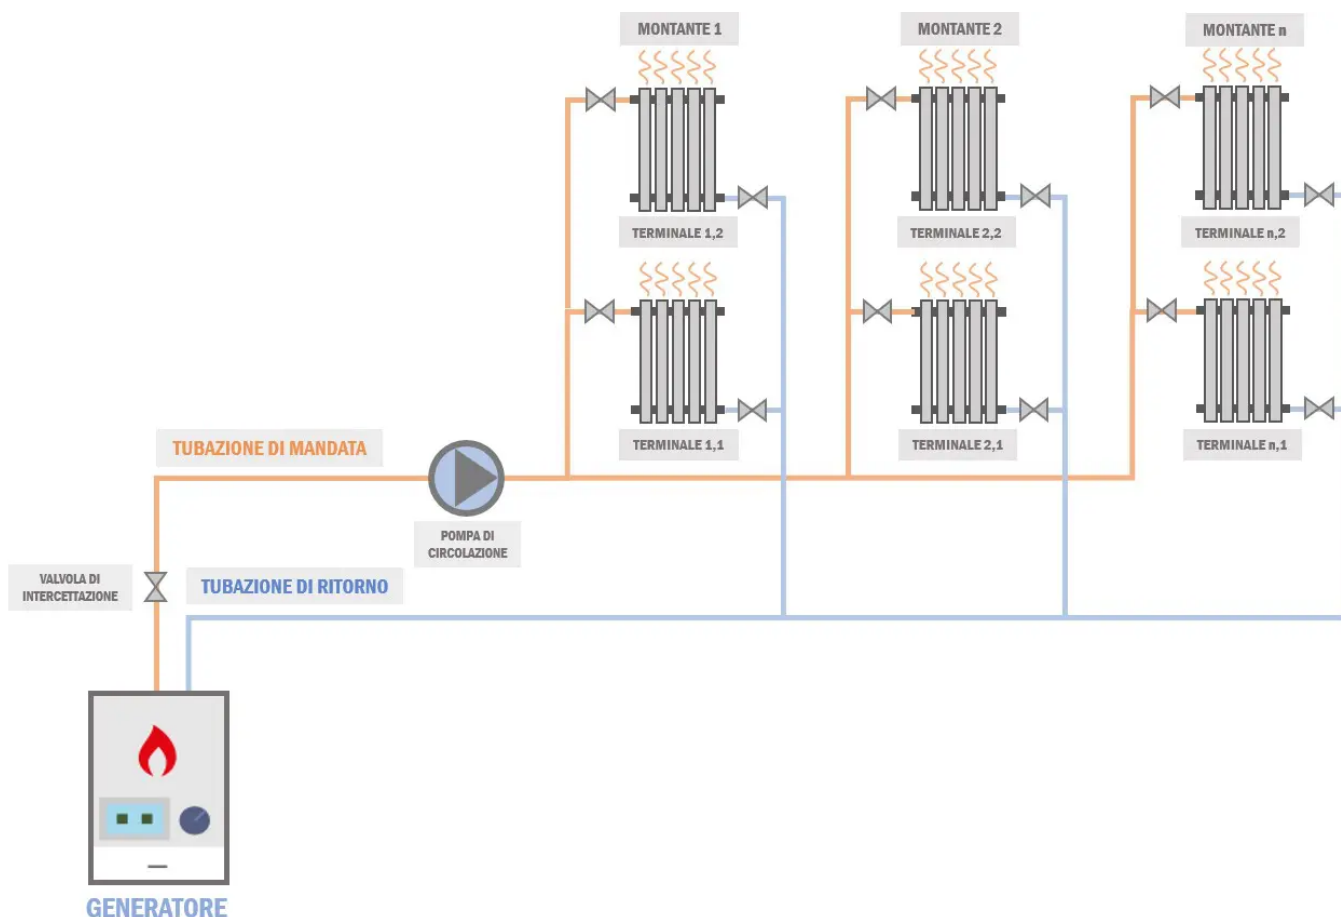 MONTANTE 1
MONTANTE 2
MONTANTE n
TERMINALE 1,2
TERMINALE 2,2
TERMINALE n,2
TERMINALE 1,1
TERMINALE 2,1
TERMINALE n,1
TUBAZIONE DI MANDATA
POMPA DI
CIRCOLAZIONE
VALVOLA DI
INTERCETTAZIONE
TUBAZIONE DI RITORNO
GENERATORE